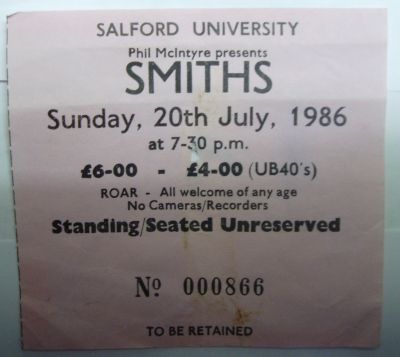 SALFORD UNIVERSITY
Phil McIntyre presents
SMITHS
Sunday, 20th July, 1986
at 7-30 p.m.
£6-00 - £4-00 (UB40's)
ROAR - All welcome of any age
No Cameras/Recorders
Standing/Seated Unreserved
No 000866
TO BE RETAINED